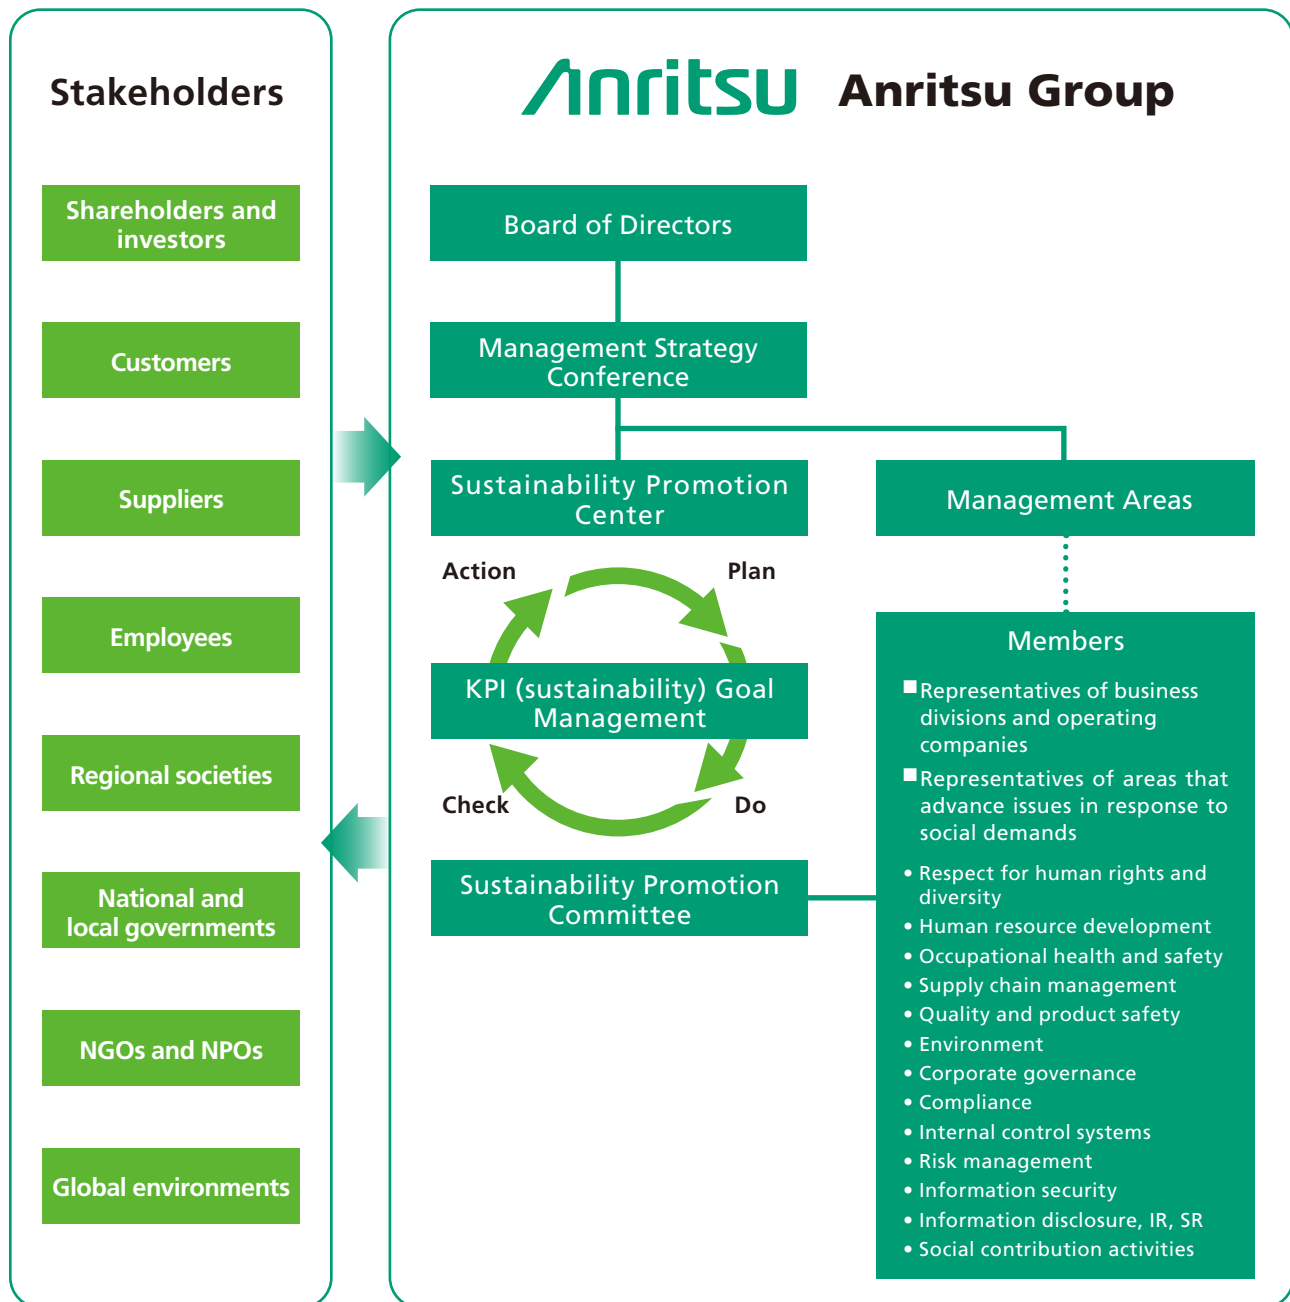 Stakeholders
Shareholders and
investors
Customers
Suppliers
Employees
Regional societies
National and
local governments
NGOs and NPOs
Global environments
Anritsu Anritsu Group
Board of Directors
Management Strategy
Conference
Sustainability Promotion
Center
Management Areas
Action
Plan
KPI (sustainability) Goal
Management
Check
Do
Sustainability Promotion
Committee
Members
■Representatives of business
divisions and operating
companies
■Representatives of areas that
advance issues in response to
social demands
• Respect for human rights and
diversity
• Human resource development
• Occupational health and safety
• Supply chain management
• Quality and product safety
• Environment
• Corporate governance
• Compliance
• Internal control systems
• Risk management
• Information security
• Information disclosure, IR, SR
• Social contribution activities